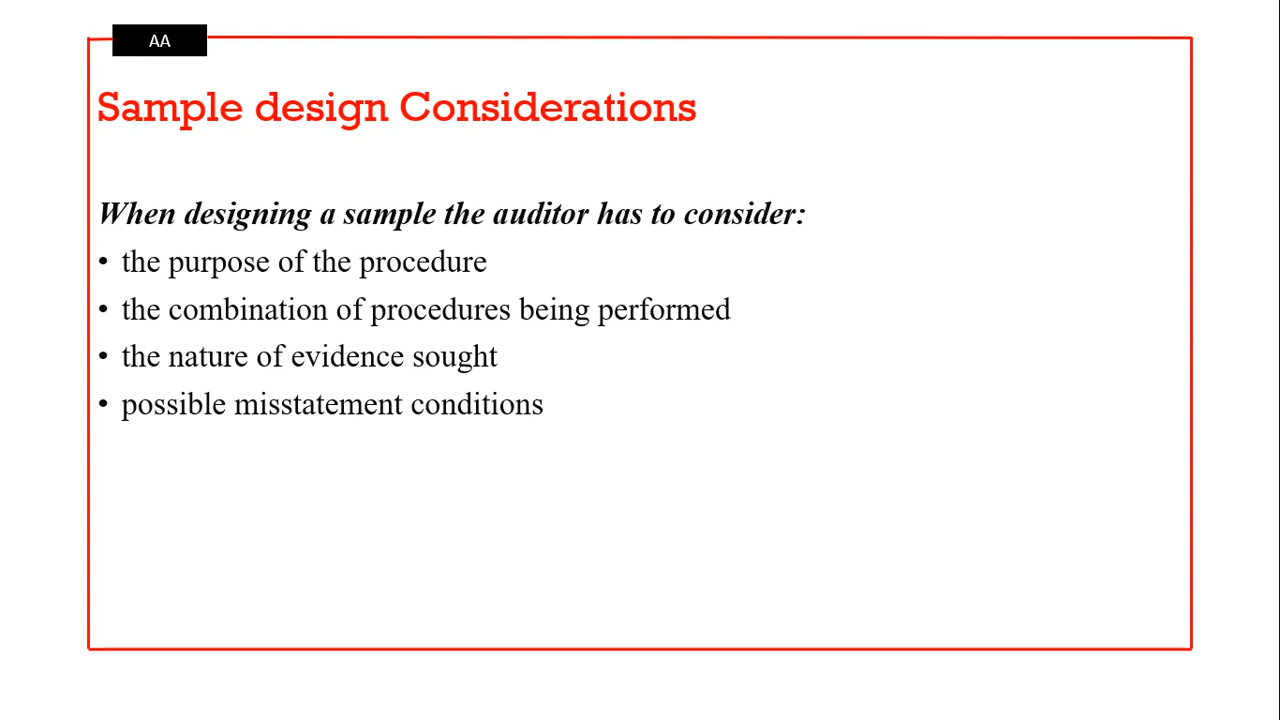 AA
Sample design Considerations
When designing a sample the auditor has to consider:
• the purpose of the procedure
• the combination of procedures being performed
• the nature of evidence sought
• possible misstatement conditions